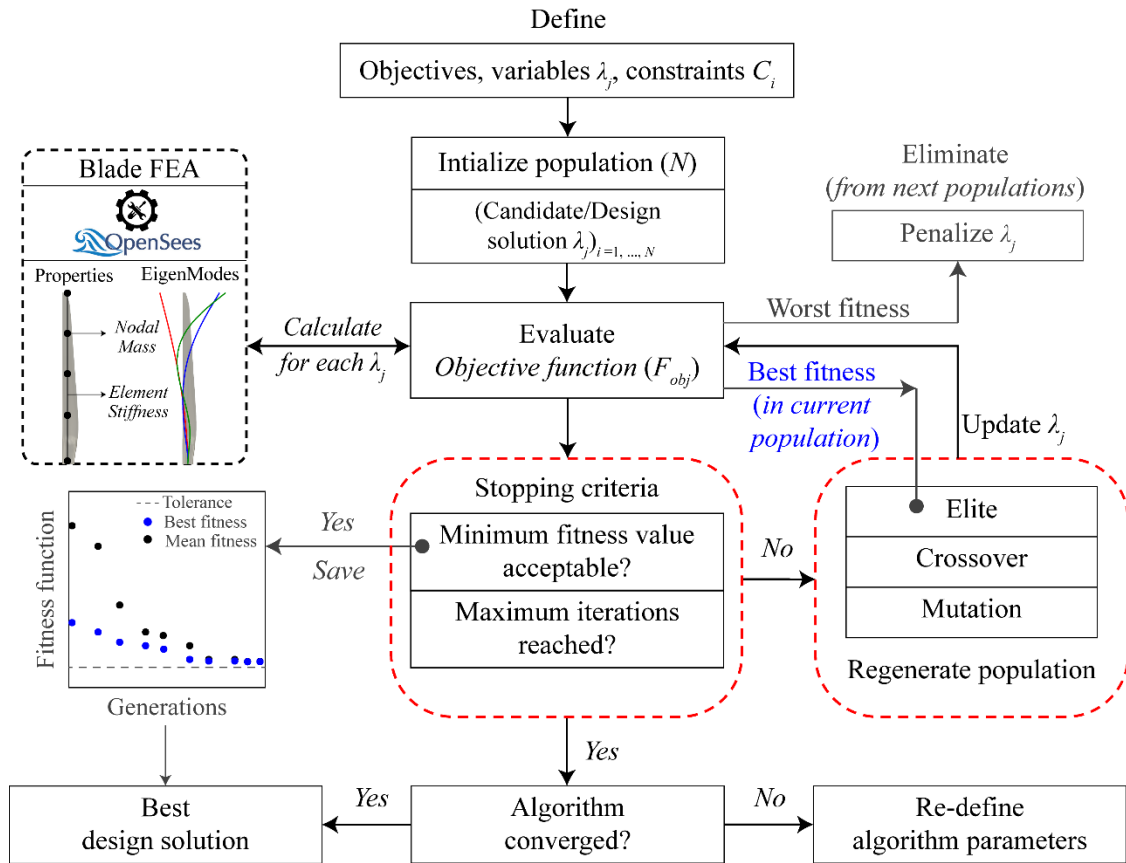 Define
Objectives, variables λj, constraints Ci
Intialize population (N)
(Candidate/Design
solution λj)i =1, ..., N
Eliminate
(from next populations)
Penalize λj
Blade FEA
OpenSees
Properties
EigenModes
Nodal
Mass
Element
Stiffness
Calculate
for each λj
Evaluate
Objective function (Fobj)
Worst fitness
Best fitness
(in current
population)
Update λj
Stopping criteria
Minimum fitness value
acceptable?
Maximum iterations
reached?
Yes
Save
No
Elite
Crossover
Mutation
Regenerate population
Tolerance
Best fitness
Mean fitness
Fitness function
Generations
Yes
Best
design solution
Yes
Algorithm
converged?
No
Re-define
algorithm parameters